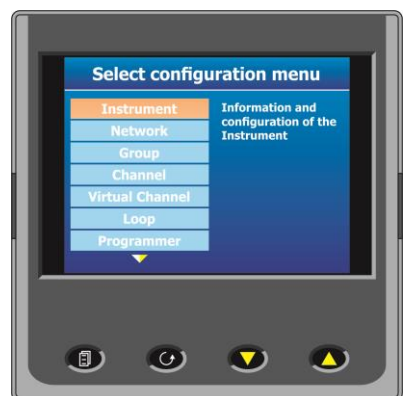 Select configuration menu
Instrument
Network
Group
Channel
Virtual Channel
Loop
Programmer
Information and
configuration of the
Instrument